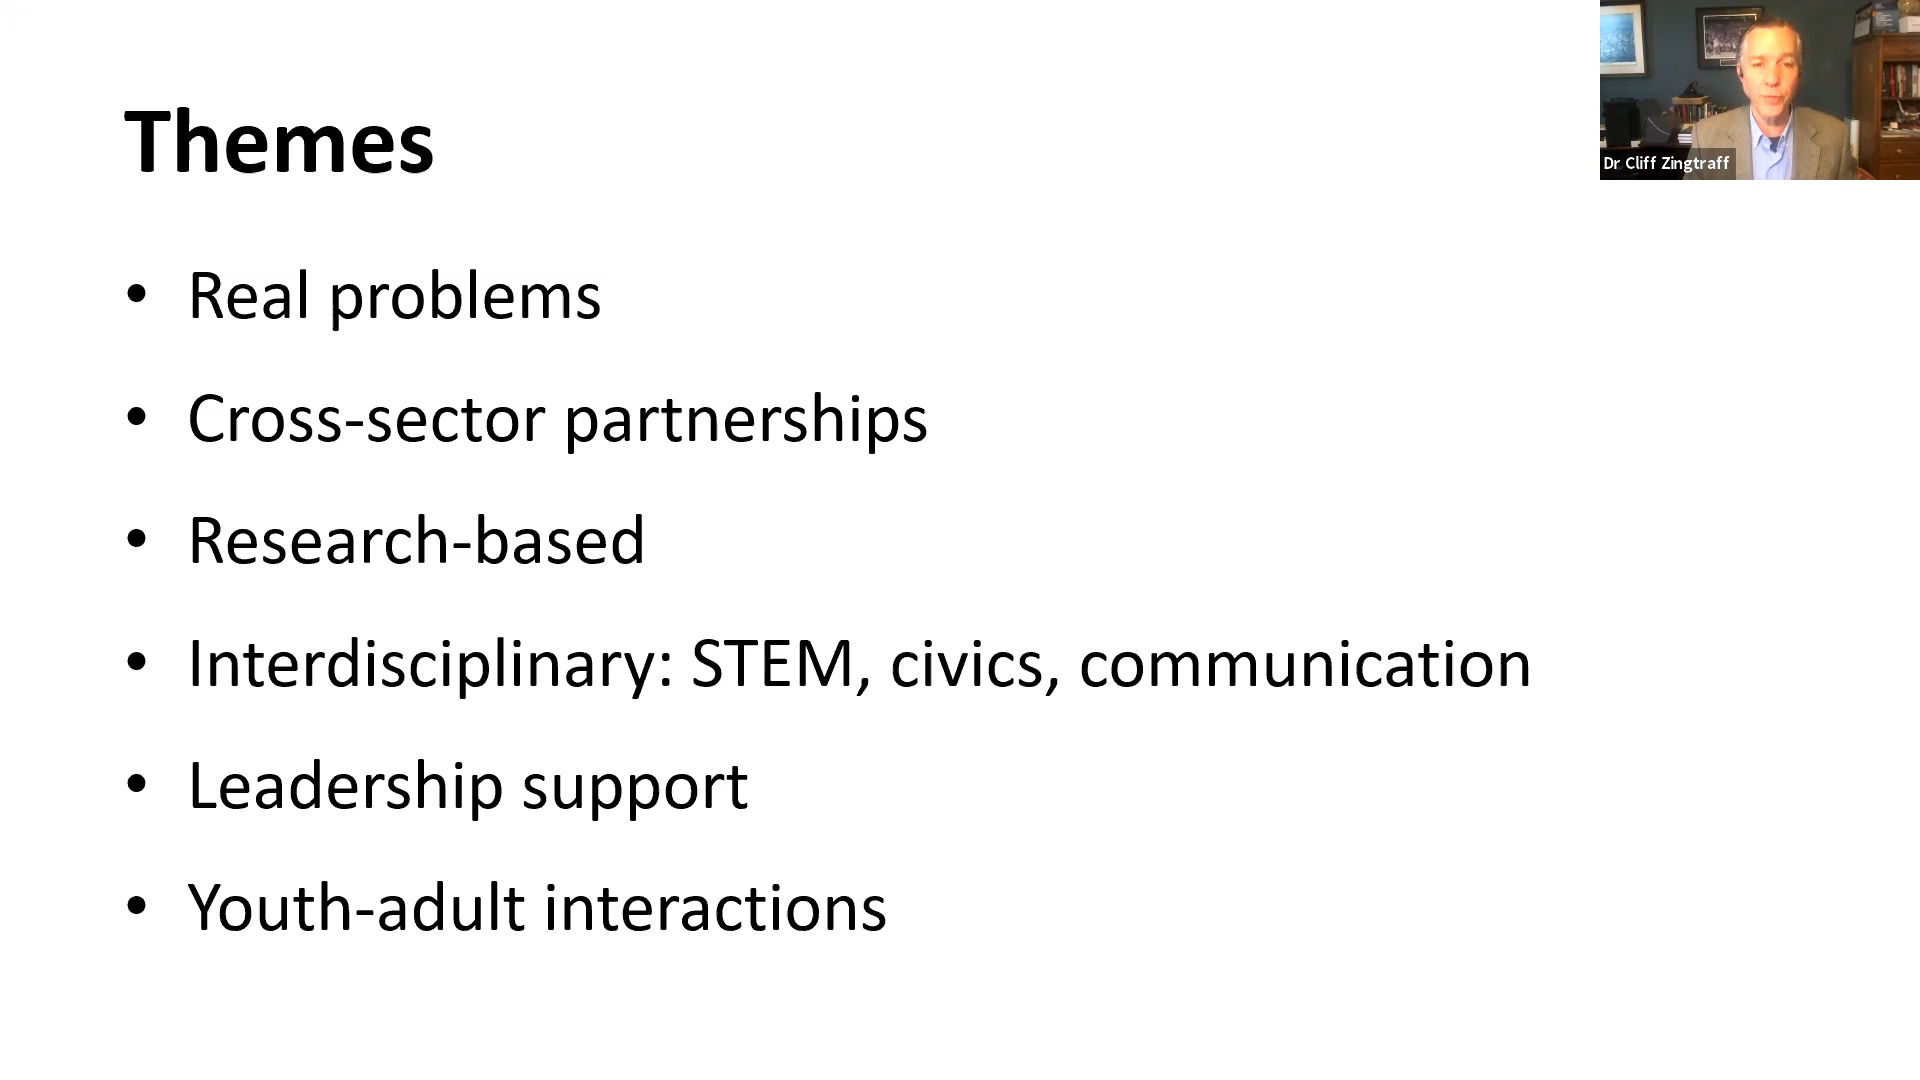 Themes
• Real problems
• Cross-sector partnerships
• Research-based
• Interdisciplinary: STEM, civics, communication
• Leadership support
• Youth-adult interactions
Dr Cliff Zingtraff